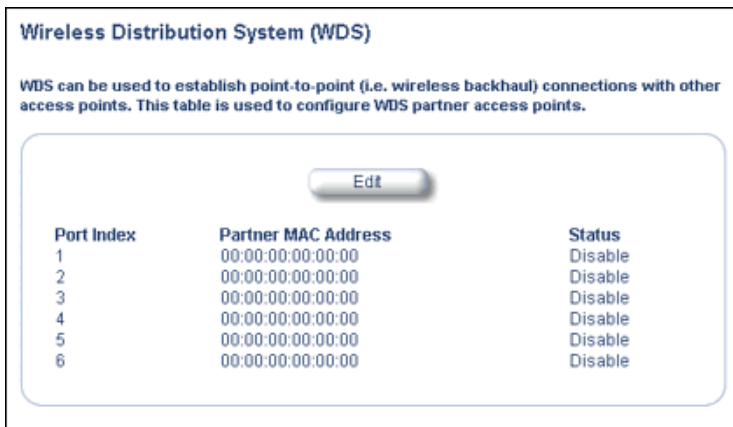 Wireless Distribution System (WDS)
WDS can be used to establish point-to-point (i.e. wireless backhaul) connections with other
access points. This table is used to configure WDS partner access points.
Edit
Port Index Partner MAC Address Status
1 00:00:00:00:00:00 Disable
2 00:00:00:00:00:00 Disable
3 00:00:00:00:00:00 Disable
4 00:00:00:00:00:00 Disable
5 00:00:00:00:00:00 Disable
6 00:00:00:00:00:00 Disable